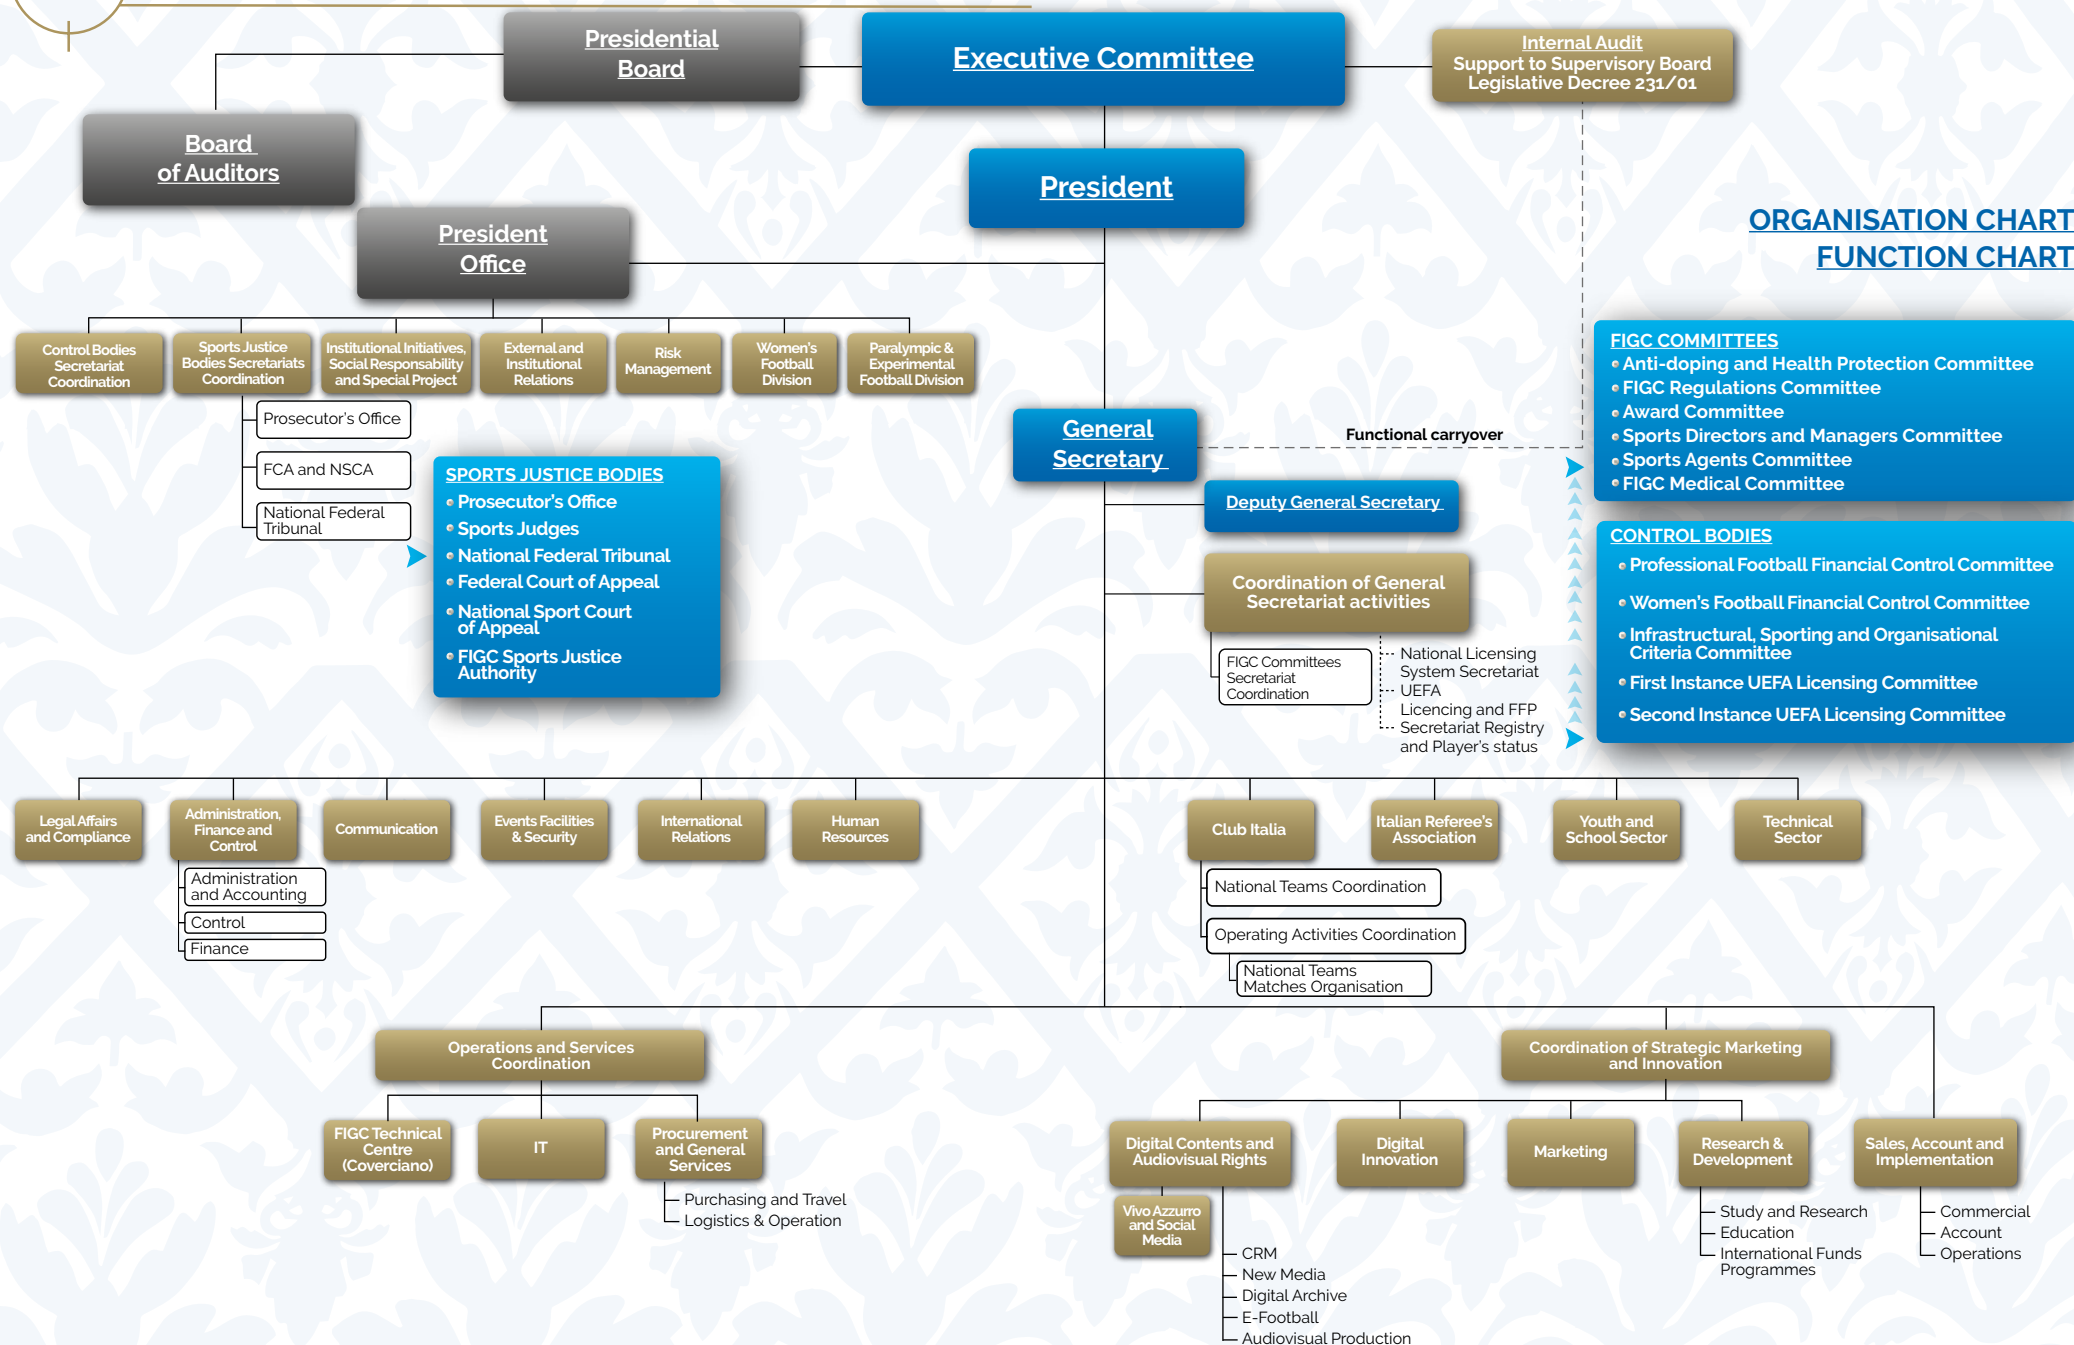 Presidential
Board
Executive Committee
Internal Audit
Support to Supervisory Board
Legislative Decree 231/01
Board
of Auditors
President
ORGANISATION CHART
FUNCTION CHART
President
Office
Control Bodies
Secretariat
Coordination
Sports Justice
Bodies Secretariats
Coordination
Institutional Initiatives,
Social Responsability
and Special Project
External and
Institutional
Relations
Risk
Management
Women's
Football
Division
Paralympic &
Experimental
Football Division
Prosecutor's Office
FCA and NSCA
National Federal
Tribunal
SPORTS JUSTICE BODIES
• Prosecutor's Office
• Sports Judges
• National Federal Tribunal
• Federal Court of Appeal
• National Sport Court
of Appeal
• FIGC Sports Justice
Authority
General
Secretary
Functional carryover
FIGC COMMITTEES
• Anti-doping and Health Protection Committee
• FIGC Regulations Committee
• Award Committee
• Sports Directors and Managers Committee
• Sports Agents Committee
• FIGC Medical Committee
Deputy General Secretary
CONTROL BODIES
• Professional Football Financial Control Committee
• Women's Football Financial Control Committee
• Infrastructural, Sporting and Organisational
Criteria Committee
• First Instance UEFA Licensing Committee
• Second Instance UEFA Licensing Committee
Coordination of General
Secretariat activities
FIGC Committees
Secretariat
Coordination
National Licensing
System Secretariat
UEFA
Licencing and FFP
Secretariat Registry
and Player's status
Legal Affairs
and Compliance
Administration,
Finance and
Control
Communication
Events Facilities
& Security
International
Relations
Human
Resources
Club Italia
Italian Referee's
Association
Youth and
School Sector
Technical
Sector
Administration
and Accounting
Control
Finance
National Teams Coordination
Operating Activities Coordination
National Teams
Matches Organisation
Operations and Services
Coordination
Coordination of Strategic Marketing
and Innovation
FIGC Technical
Centre
(Coverciano)
IT
Procurement
and General
Services
Purchasing and Travel
Logistics & Operation
Digital Contents and
Audiovisual Rights
Digital
Innovation
Marketing
Research &
Development
Sales, Account and
Implementation
Vivo Azzurro
and Social
Media
CRM
New Media
Digital Archive
E-Football
Audiovisual Production
Study and Research
Education
International Funds
Programmes
Commercial
Account
Operations